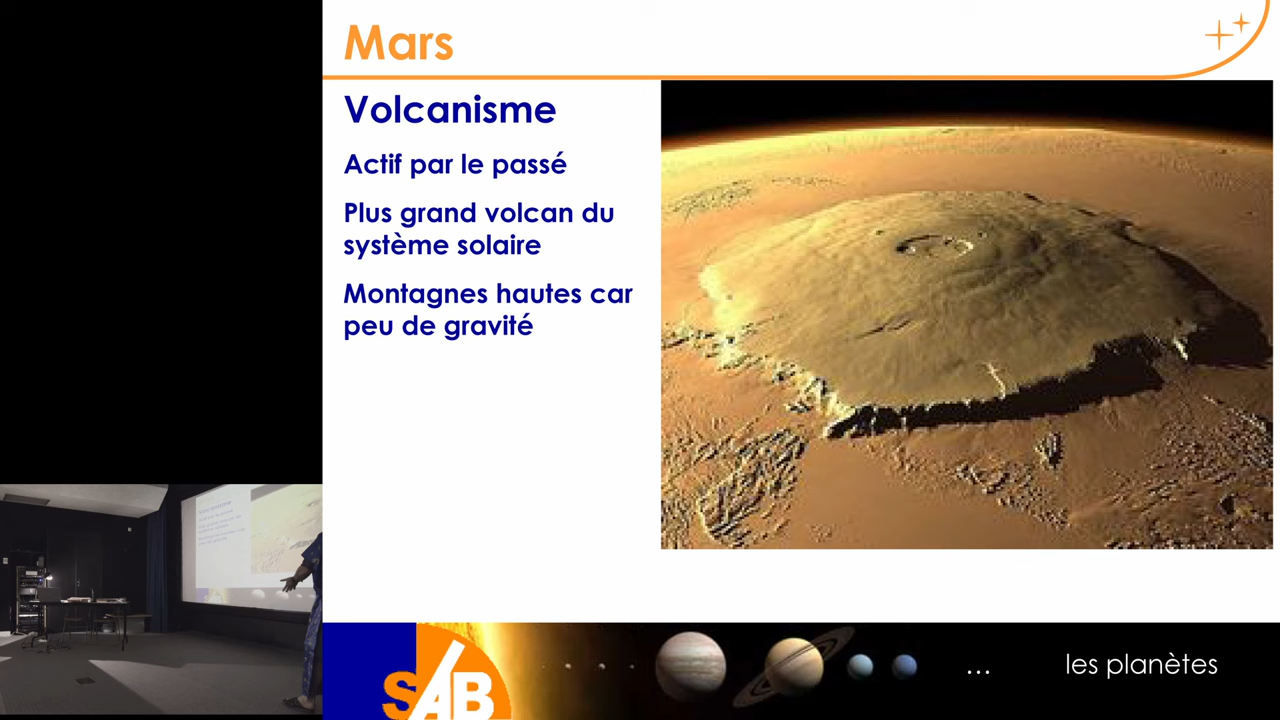 Mars
Volcanisme
Actif par le passé
Plus grand volcan du
système solaire
Montagnes hautes car
peu de gravité
SAB
...
les planètes